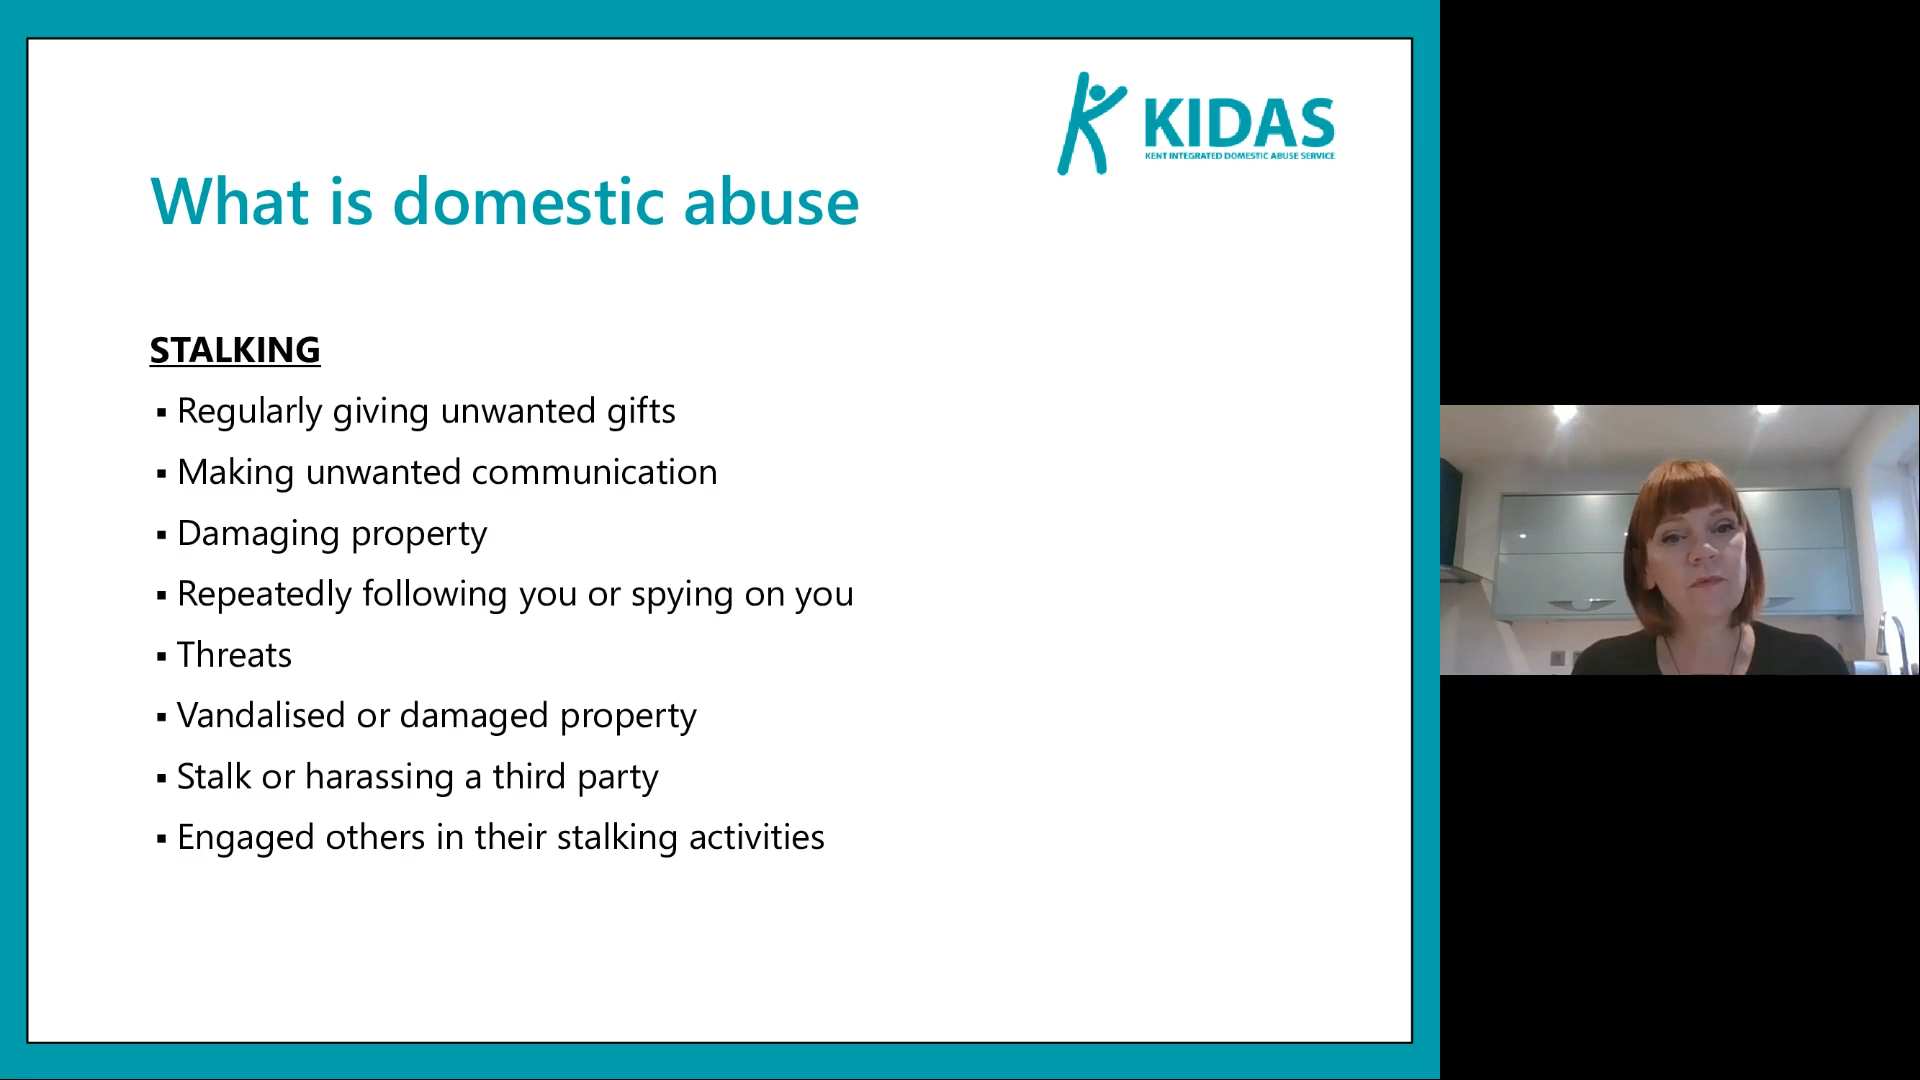 KIDAS
KENT INTEGRATED DOMESTIC ABUSE SERVICE
What is domestic abuse
STALKING
▪ Regularly giving unwanted gifts
▪ Making unwanted communication
▪ Damaging property
▪ Repeatedly following you or spying on you
▪ Threats
▪ Vandalised or damaged property
▪ Stalk or harassing a third party
▪ Engaged others in their stalking activities